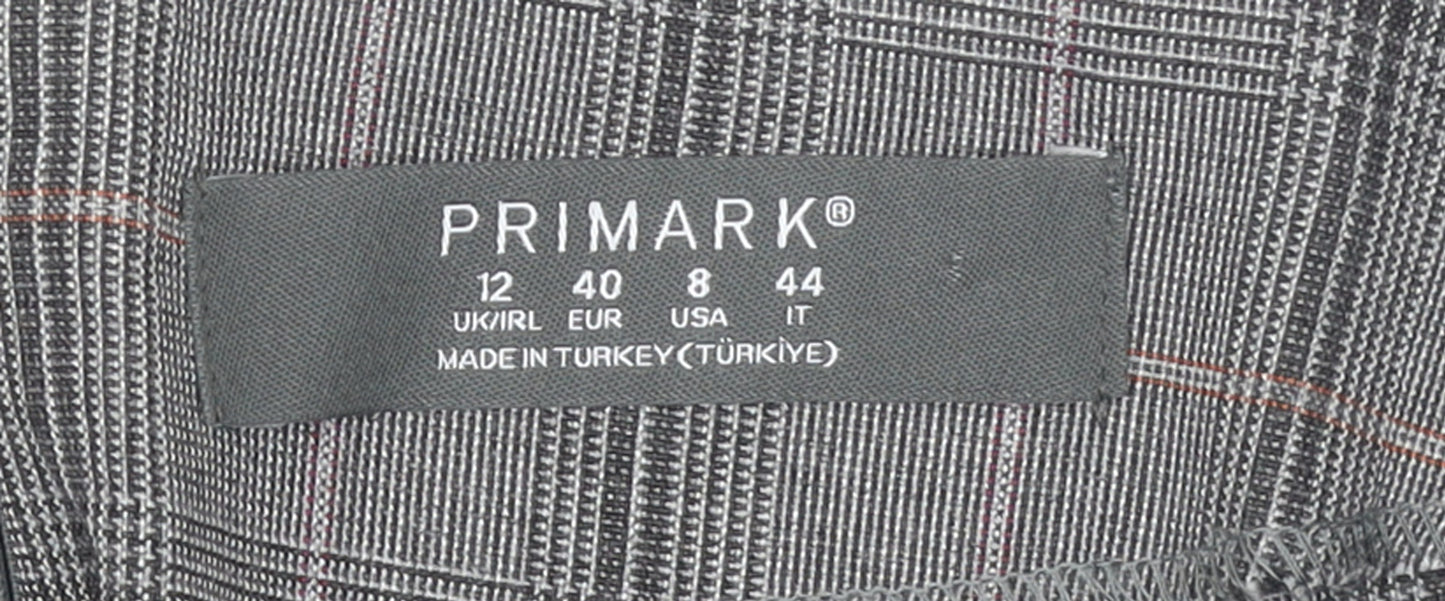 PRIMARK®
12 40 8 44
UK/IRL EUR USA IT
MADE IN TURKEY (TÜRKİYE)